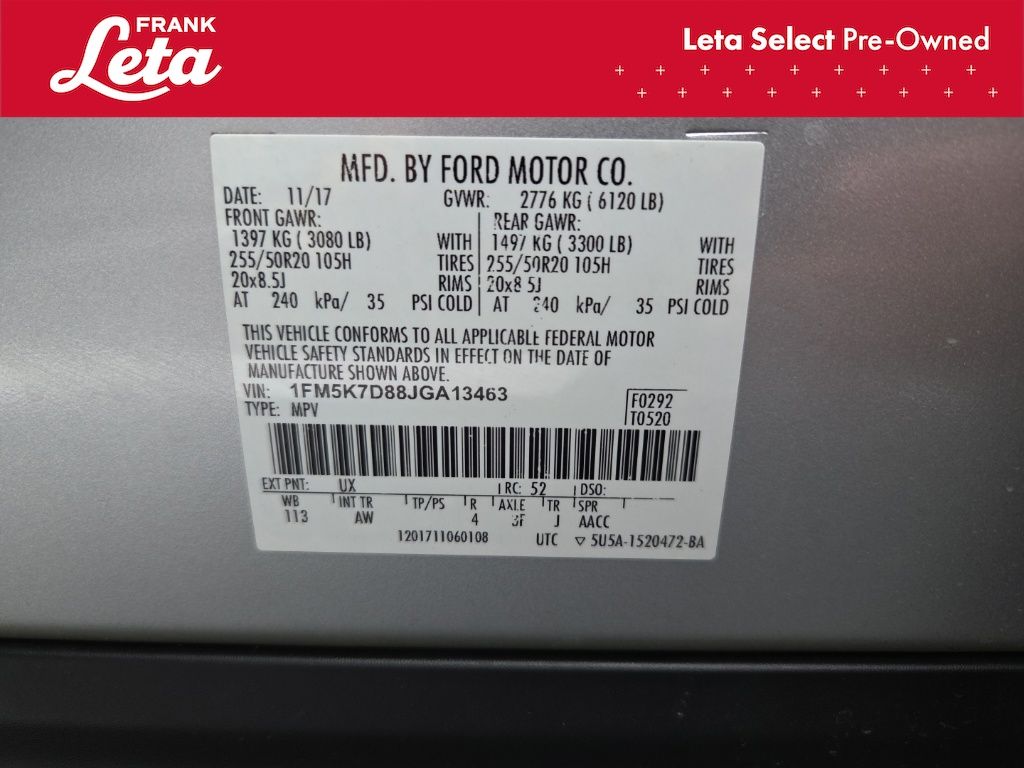 FRANK
Leta
Leta Select Pre-Owned
MFD. BY FORD MOTOR CO.
DATE: 11/17 GVWR: 2776 KG ( 6120 LB)
FRONT GAWR: REAR GAWR:
1397 KG ( 3080 LB) WITH 1497 KG ( 3300 LB) WITH
255/50R20 105H TIRES 255/50R20 105H TIRES
20x8.5J RIMS 20x8.5J RIMS
AT 240 kPa/ 35 PSI COLD AT 240 kPa/ 35 PSI COLD
THIS VEHICLE CONFORMS TO ALL APPLICABLE FEDERAL MOTOR
VEHICLE SAFETY STANDARDS IN EFFECT ON THE DATE OF
MANUFACTURE SHOWN ABOVE.
VIN: 1FM5K7D88JGA13463 F0292
TYPE: MPV T0520
EXT PNT: UX RC: 52 DSO:
WB INT TR TP/PS R AXLE TR SPR
113 AW 4 3F J AACC
1201711060108 UTC ▽ 5U5A-1520472-BA